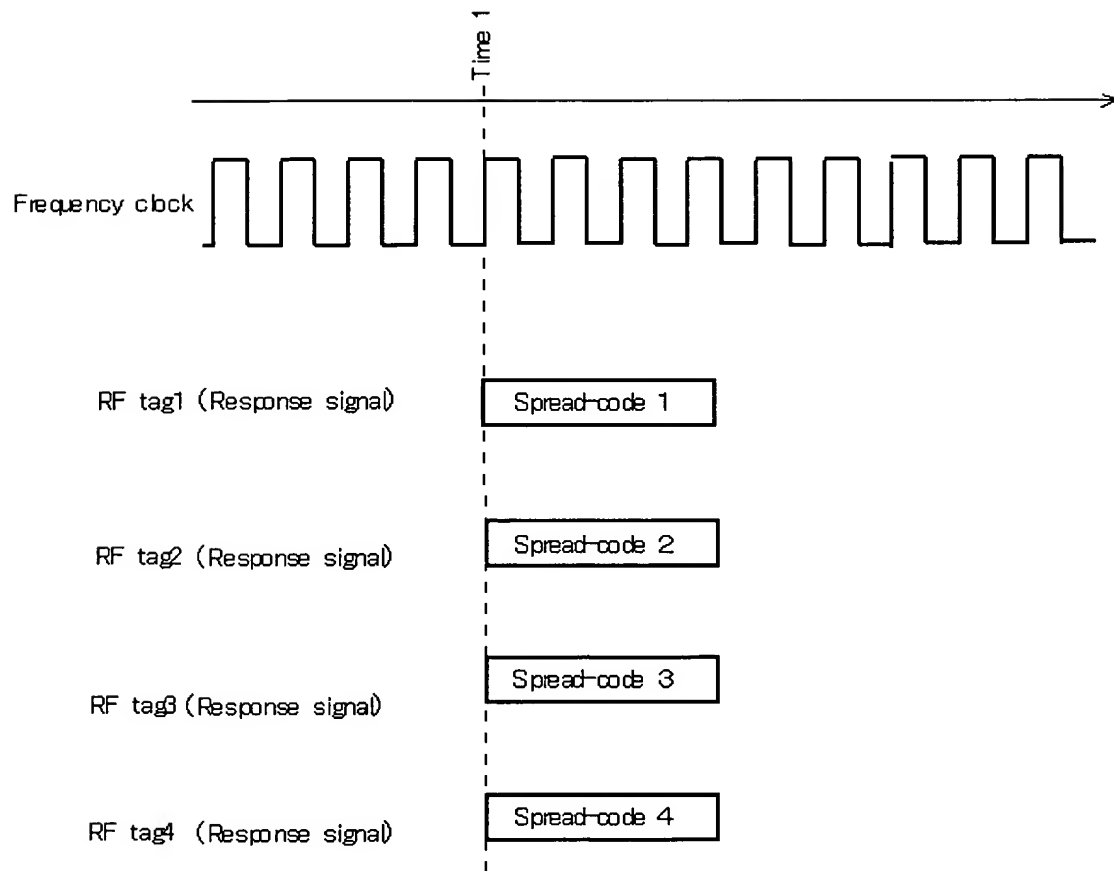 Time 1
Frequency clock
RF tag1 (Response signal)
Spread-code 1
RF tag2 (Response signal)
Spread-code 2
RF tag3 (Response signal)
Spread-code 3
RF tag4 (Response signal)
Spread-code 4